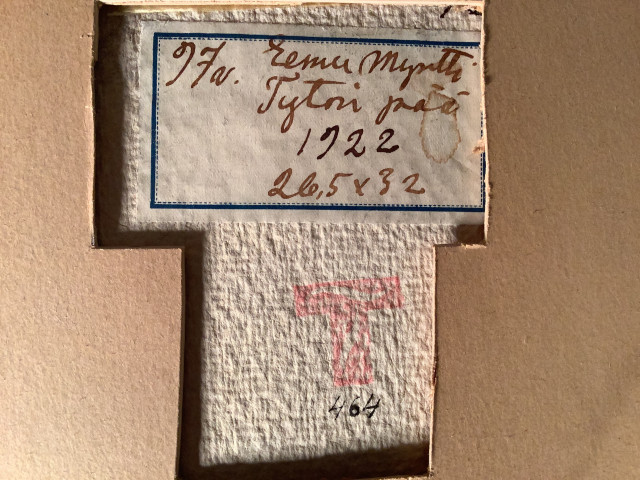 97a. Eemu Myntti
Tytön pää
1922
26,5 x 32
T
464